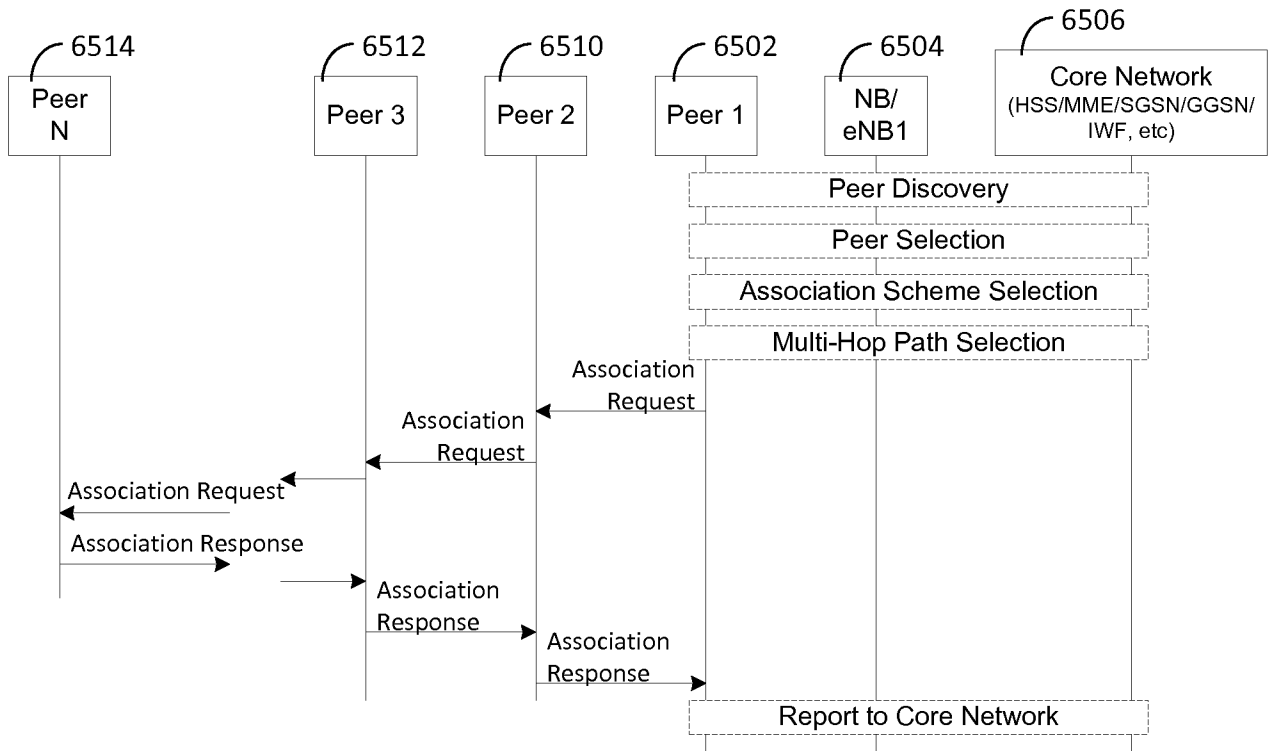 6514
6512
6510
6502
6504
6506
Peer
N
Peer 3
Peer 2
Peer 1
NB/
eNB1
Core Network
(HSS/MME/SGSN/GGSN/
IWF, etc)
Peer Discovery
Peer Selection
Association Scheme Selection
Multi-Hop Path Selection
Association
Request
Association
Request
Association Request
Association Response
Association
Response
Association
Response
Report to Core Network